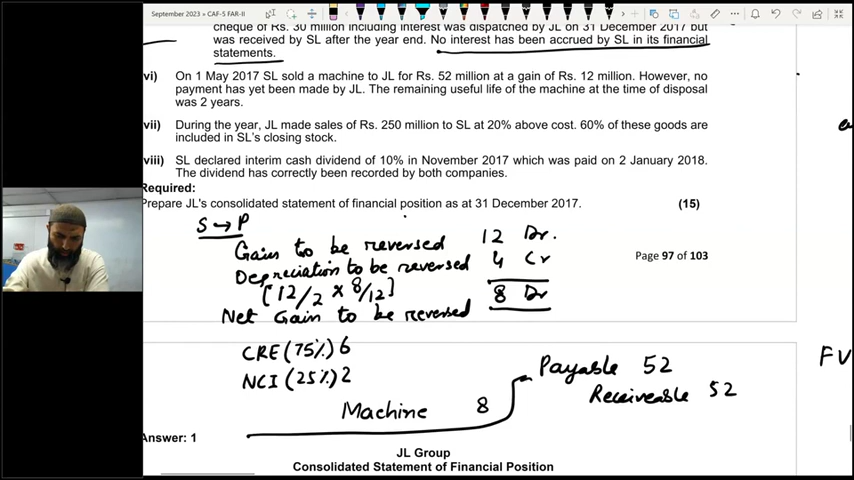 September 2023 » CAF-5 FAR-II
cheque of Rs. 30 million including interest was dispatched by JL on 31 December 2017 but
was received by SL after the year end. No interest has been accrued by SL in its financial
statements.
vi) On 1 May 2017 SL sold a machine to JL for Rs. 52 million at a gain of Rs. 12 million. However, no
payment has yet been made by JL. The remaining useful life of the machine at the time of disposal
was 2 years.
vii) During the year, JL made sales of Rs. 250 million to SL at 20% above cost. 60% of these goods are
included in SL's closing stock.
viii) SL declared interim cash dividend of 10% in November 2017 which was paid on 2 January 2018.
The dividend has correctly been recorded by both companies.
Required:
Prepare JL's consolidated statement of financial position as at 31 December 2017. (15)
S → P
Gain to be reversed 12 Dr.
Depreciation to be reversed 4 Cr
[12/2 × 8/12]
Net Gain to be reversed 8 Dr
Page 97 of 103
CRE (75%) 6
NCI (25%) 2
Machine 8
Payable 52
Receiveable 52
FV
Answer: 1
JL Group
Consolidated Statement of Financial Position